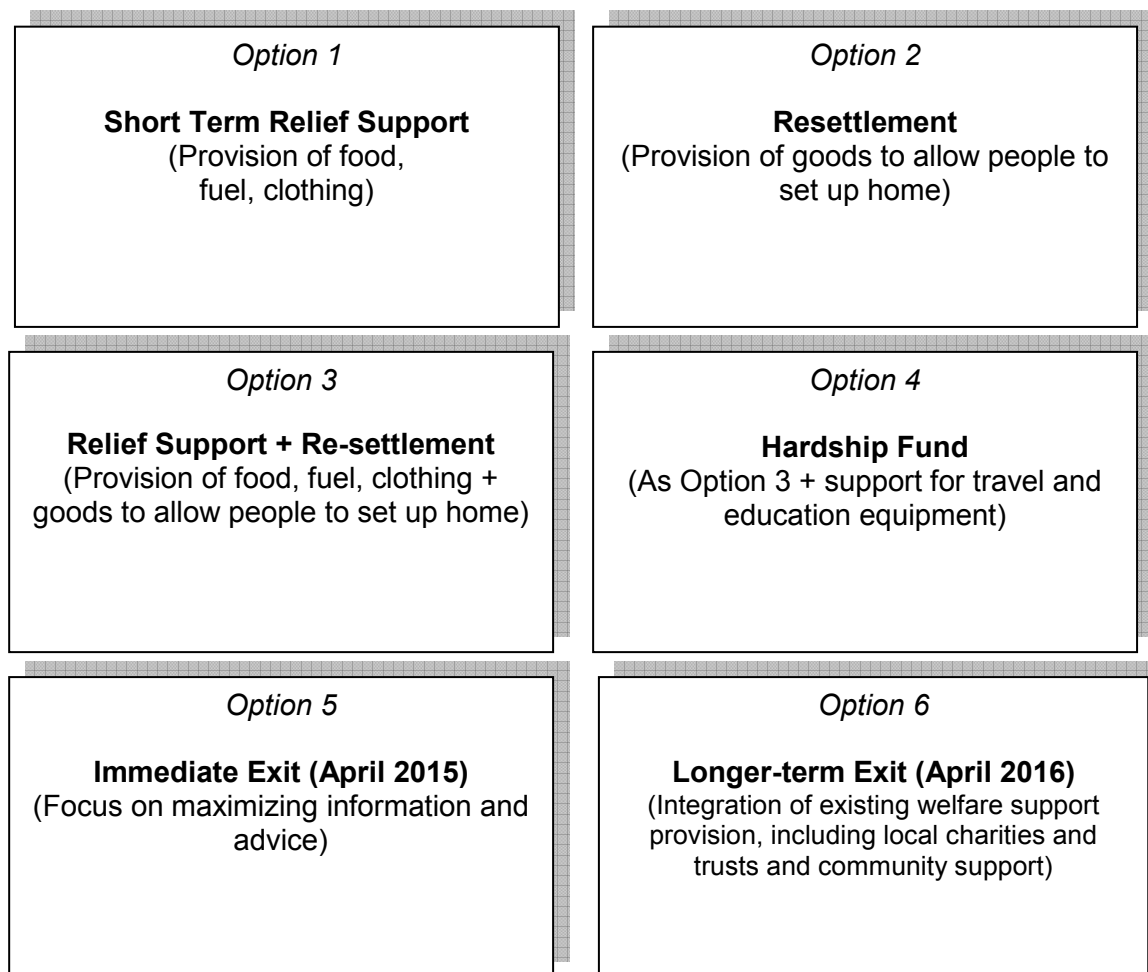 Option 1
Short Term Relief Support
(Provision of food,
fuel, clothing)
Option 2
Resettlement
(Provision of goods to allow people to
set up home)
Option 3
Relief Support + Re-settlement
(Provision of food, fuel, clothing +
goods to allow people to set up home)
Option 4
Hardship Fund
(As Option 3 + support for travel and
education equipment)
Option 5
Immediate Exit (April 2015)
(Focus on maximizing information and
advice)
Option 6
Longer-term Exit (April 2016)
(Integration of existing welfare support
provision, including local charities and
trusts and community support)